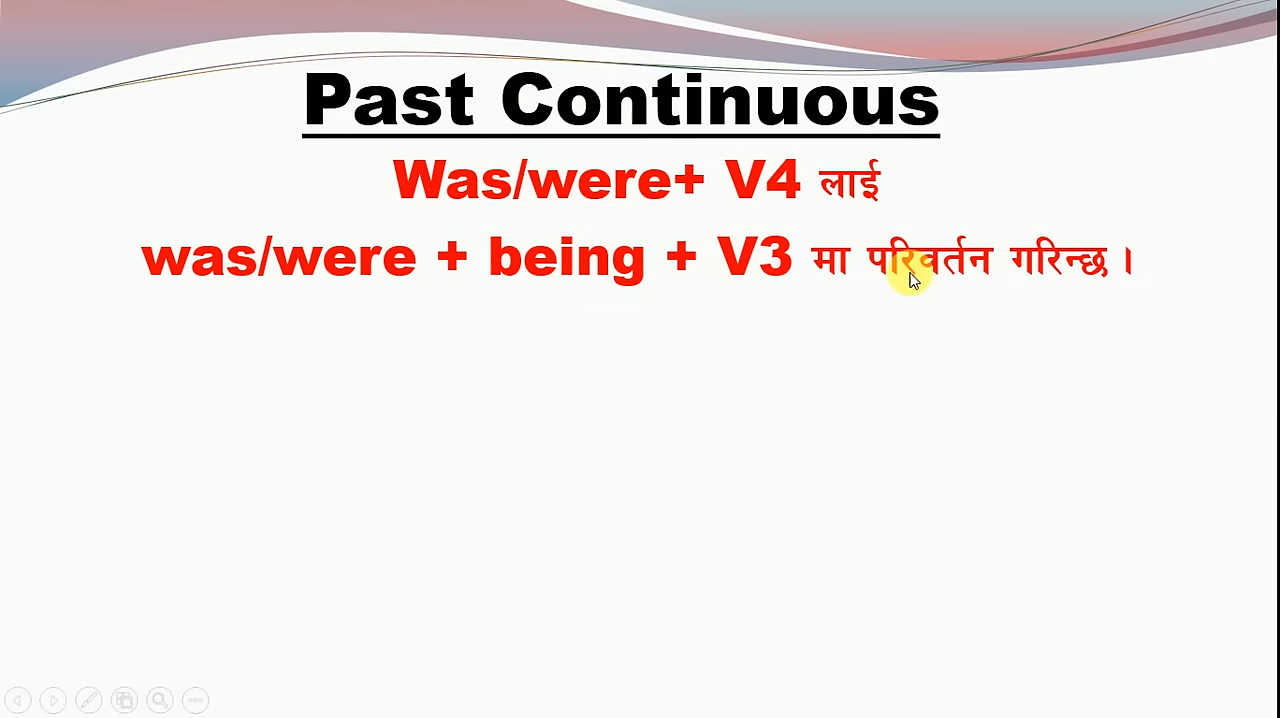 Past Continuous
Was/were+ V4 लाई
was/were + being + V3 मा परिवर्तन गरिन्छ ।